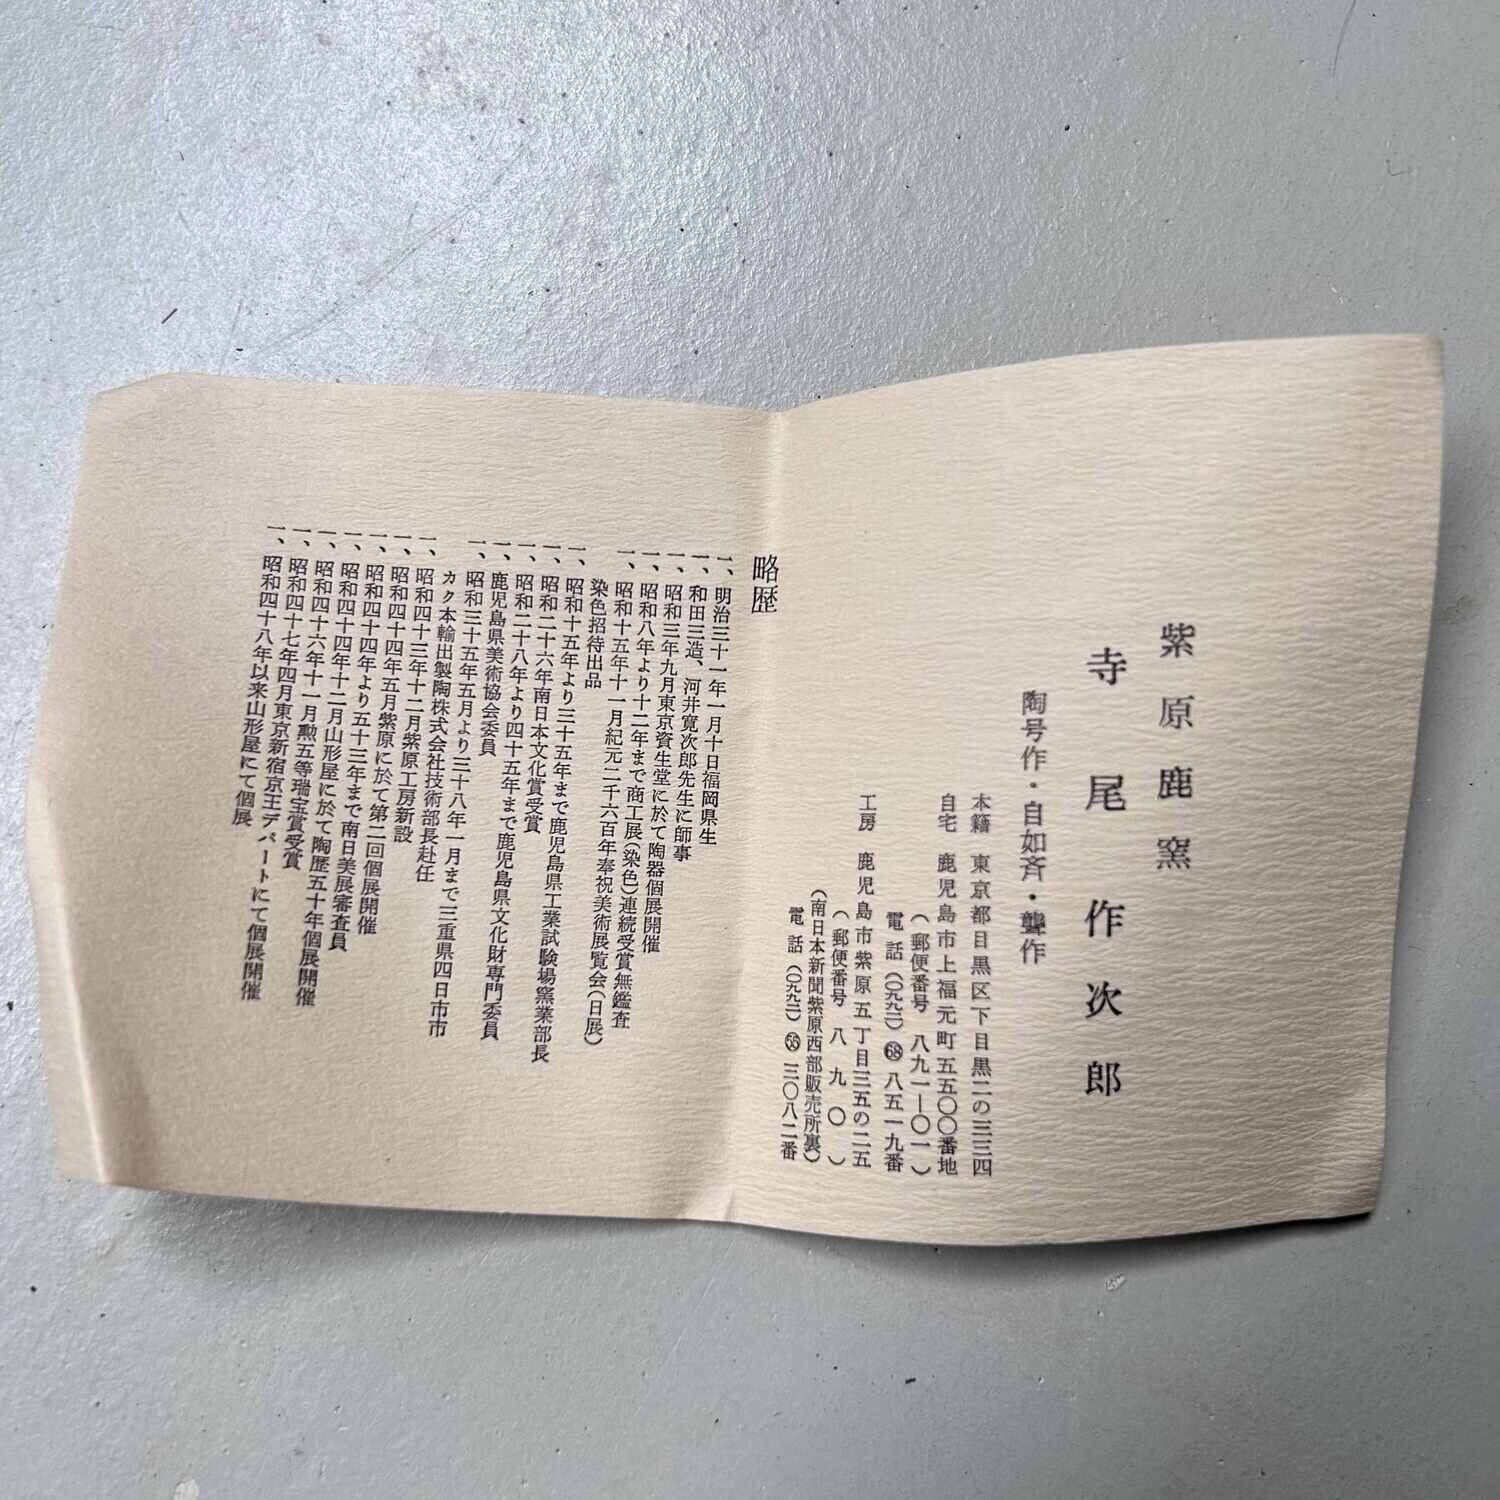 紫原鹿窯
寺尾作次郎
陶号作・自如斉・聾作
本籍 東京都目黒区下目黒二の三三四
自宅 鹿児島市上福元町五五〇〇番地
(郵便番号 八九一―〇一)
電話(〇九九二)68八五一九番
工房 鹿児島市紫原五丁目三五の二五
(郵便番号 八九〇)
(南日本新聞紫原西部販売所裏)
電話(〇九九二)55三〇八二番
略歴
一、明治三十一年一月十日福岡県生
一、和田三造、河井寛次郎先生に師事
一、昭和三年九月東京資生堂に於て陶器個展開催
一、昭和八年より十二年まで商工展(染色)連続受賞無鑑査
一、昭和十五年十一月紀元二千六百年奉祝美術展覧会(日展)
染色招待出品
一、昭和十五年より三十五年まで鹿児島県工業試験場窯業部長
一、昭和二十六年南日本文化賞受賞
一、昭和二十八年より四十五年まで鹿児島県文化財専門委員
一、鹿児島県美術協会委員
一、昭和三十五年五月より三十八年一月まで三重県四日市市
カク本輸出製陶株式会社技術部長赴任
一、昭和四十三年十二月紫原工房新設
一、昭和四十四年五月紫原に於て第二回個展開催
一、昭和四十四年より五十三年まで南日美展審査員
一、昭和四十四年十二月山形屋に於て陶歴五十年個展開催
一、昭和四十六年十一月勲五等瑞宝賞受賞
一、昭和四十七年四月東京新宿京王デパートにて個展開催
一、昭和四十八年以来山形屋にて個展